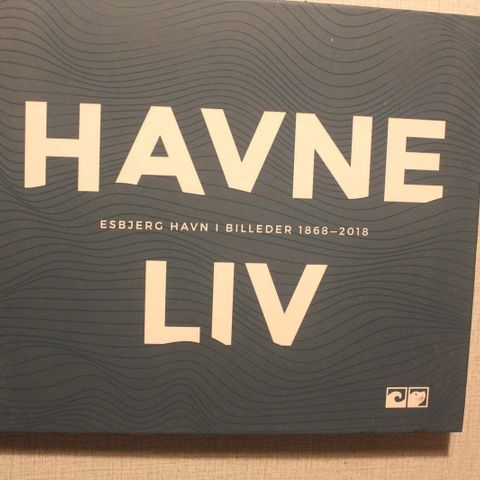 HAVNE
ESBJERG HAVN I BILLEDER 1868–2018
LIV